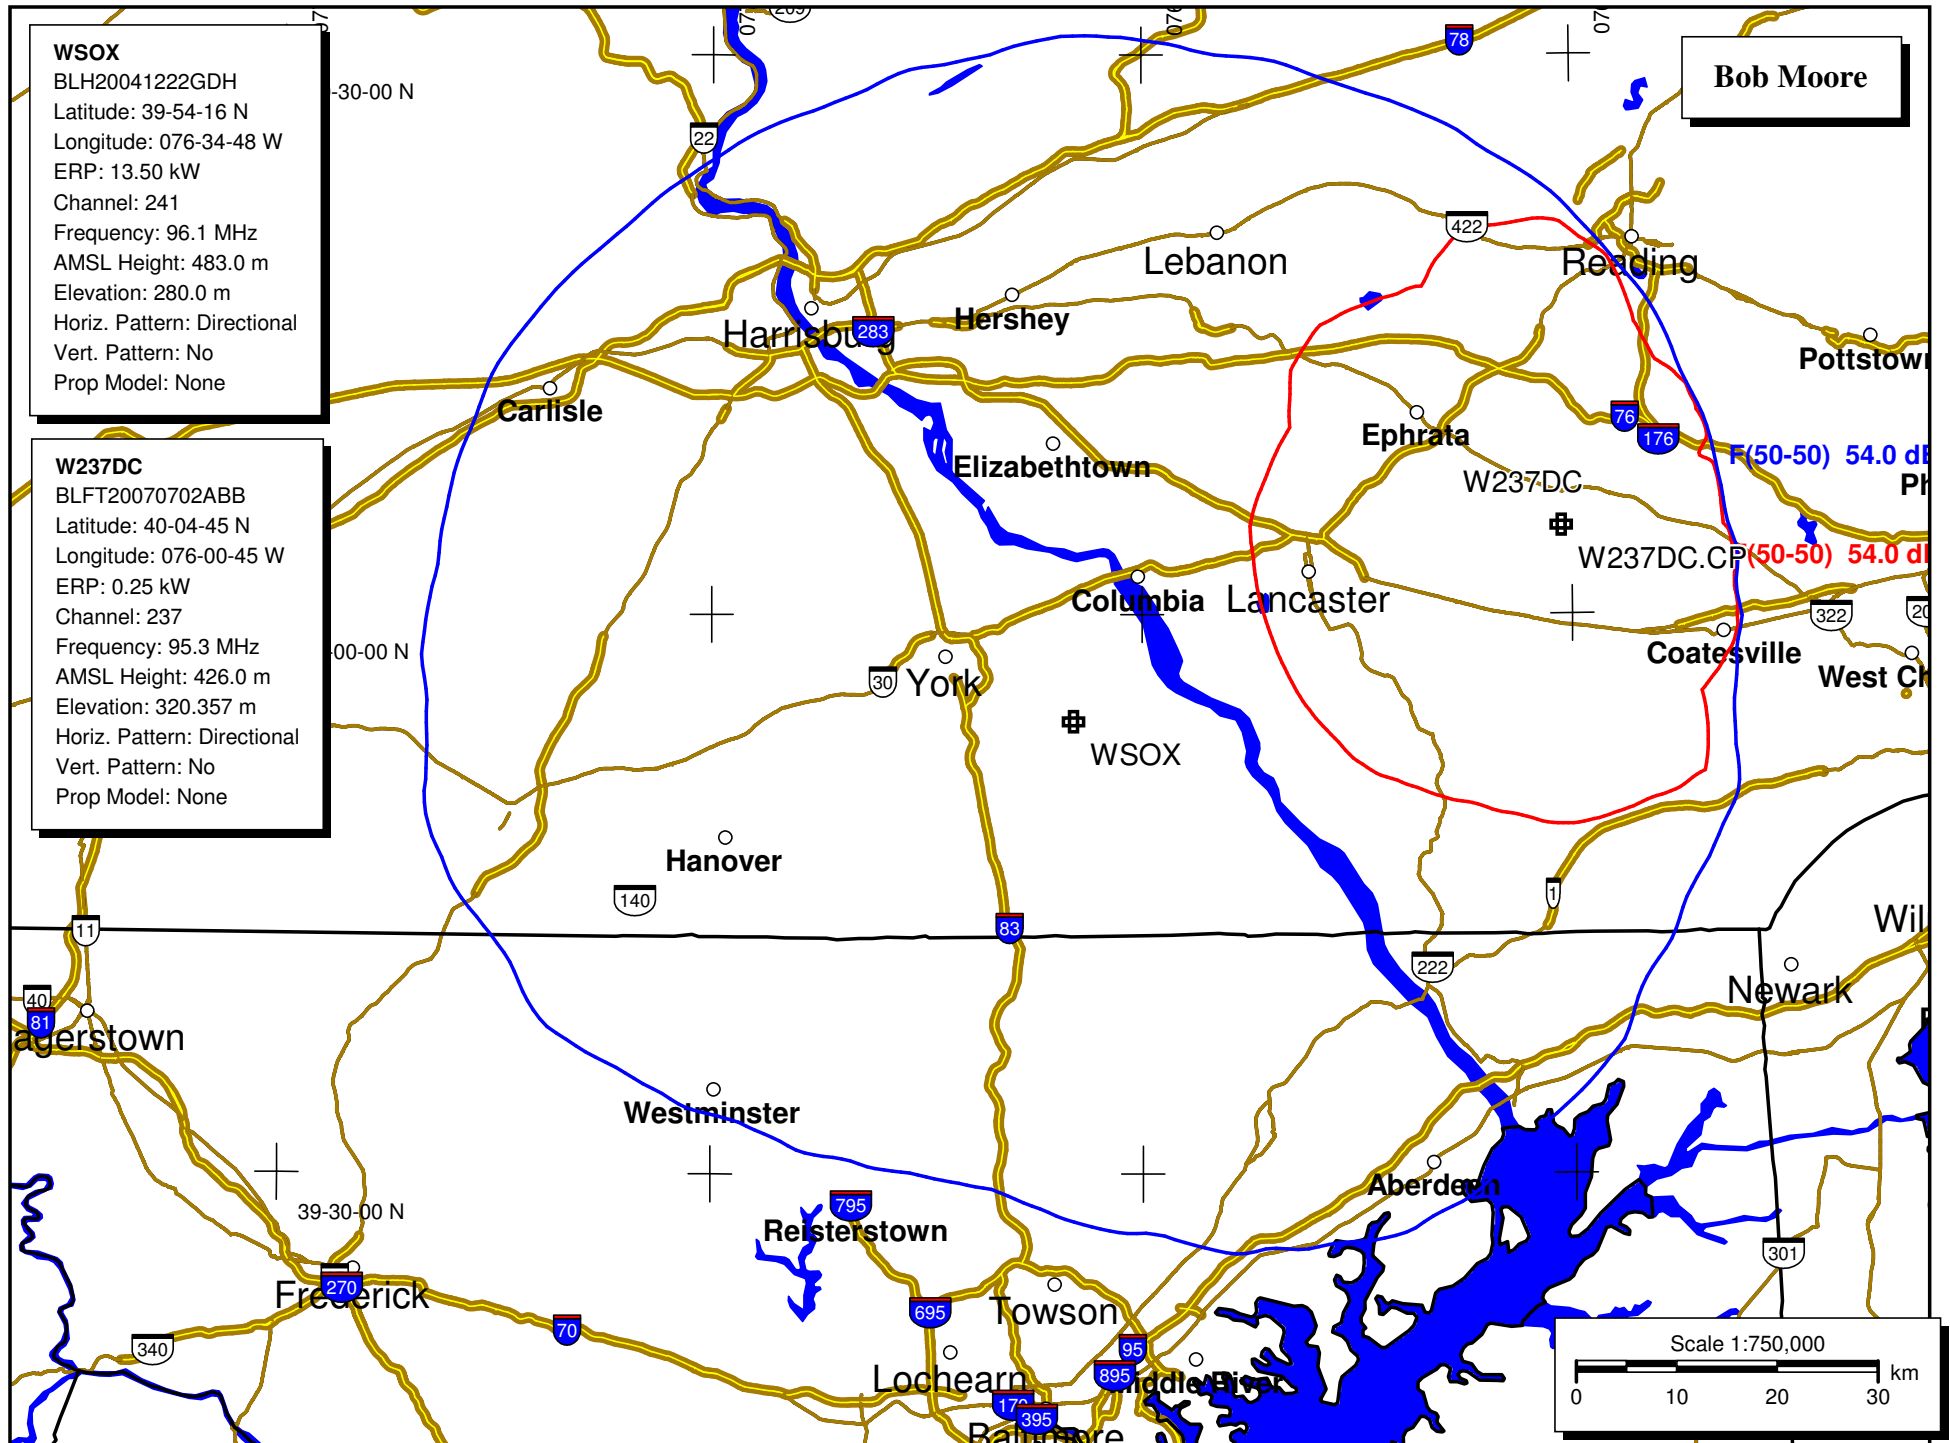 WSOX
BLH20041222GDH
Latitude: 39-54-16 N
Longitude: 076-34-48 W
ERP: 13.50 kW
Channel: 241
Frequency: 96.1 MHz
AMSL Height: 483.0 m
Elevation: 280.0 m
Horiz. Pattern: Directional
Vert. Pattern: No
Prop Model: None
W237DC
BLFT20070702ABB
Latitude: 40-04-45 N
Longitude: 076-00-45 W
ERP: 0.25 kW
Channel: 237
Frequency: 95.3 MHz
AMSL Height: 426.0 m
Elevation: 320.357 m
Horiz. Pattern: Directional
Vert. Pattern: No
Prop Model: None
Bob Moore
-30-00 N
22
78
422
Lebanon
Reading
Hershey
Harrisburg
283
Pottstown
Carlisle
76
176
Ephrata
Elizabethtown
F(50-50) 54.0 dB
W237DC
W237DC.CP
(50-50) 54.0 dB
Columbia
Lancaster
322
20
-00-00 N
Coatesville
West Ch
30
York
WSOX
Hanover
140
1
11
83
Wil
222
Newark
40
81
agerstown
Westminster
Aberdeen
39-30-00 N
795
Reisterstown
301
270
Frederick
695
Towson
70
340
95
Lochearn
895
Middle River
170
395
Baltimore
Scale 1:750,000
km
0 10 20 30